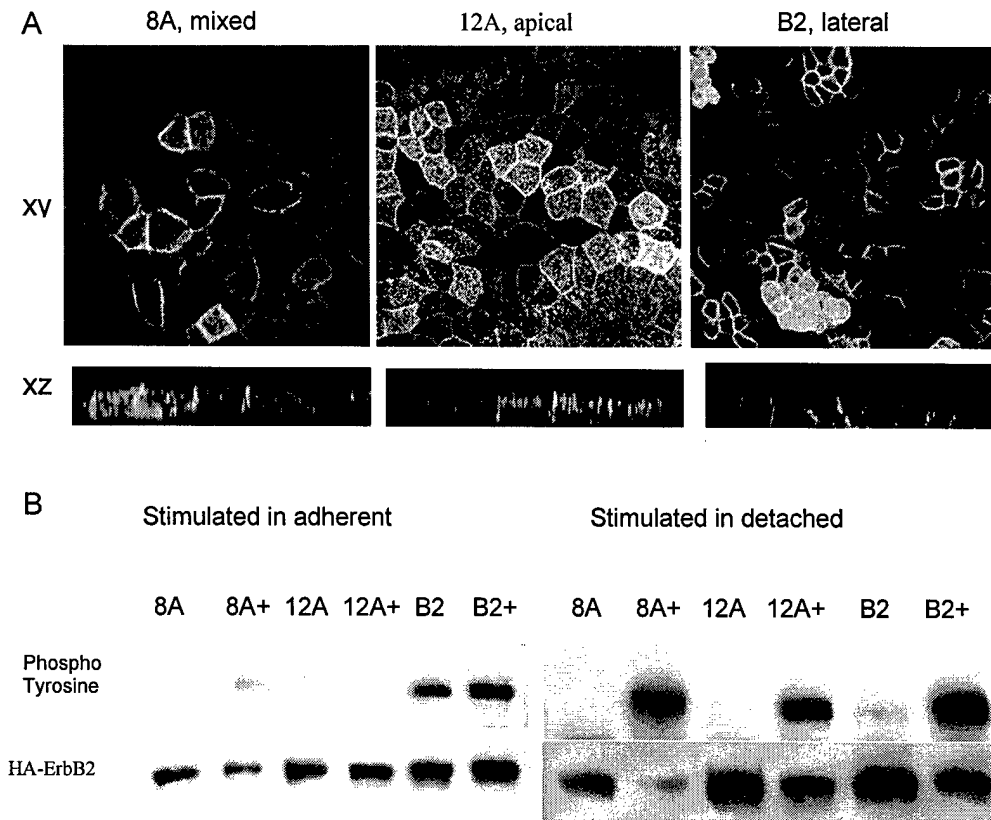 A
8A, mixed
12A, apical
B2, lateral
XY
XZ
B
Stimulated in adherent
Stimulated in detached
8A 8A+ 12A 12A+ B2 B2+
8A 8A+ 12A 12A+ B2 B2+
Phospho
Tyrosine
HA-ErbB2